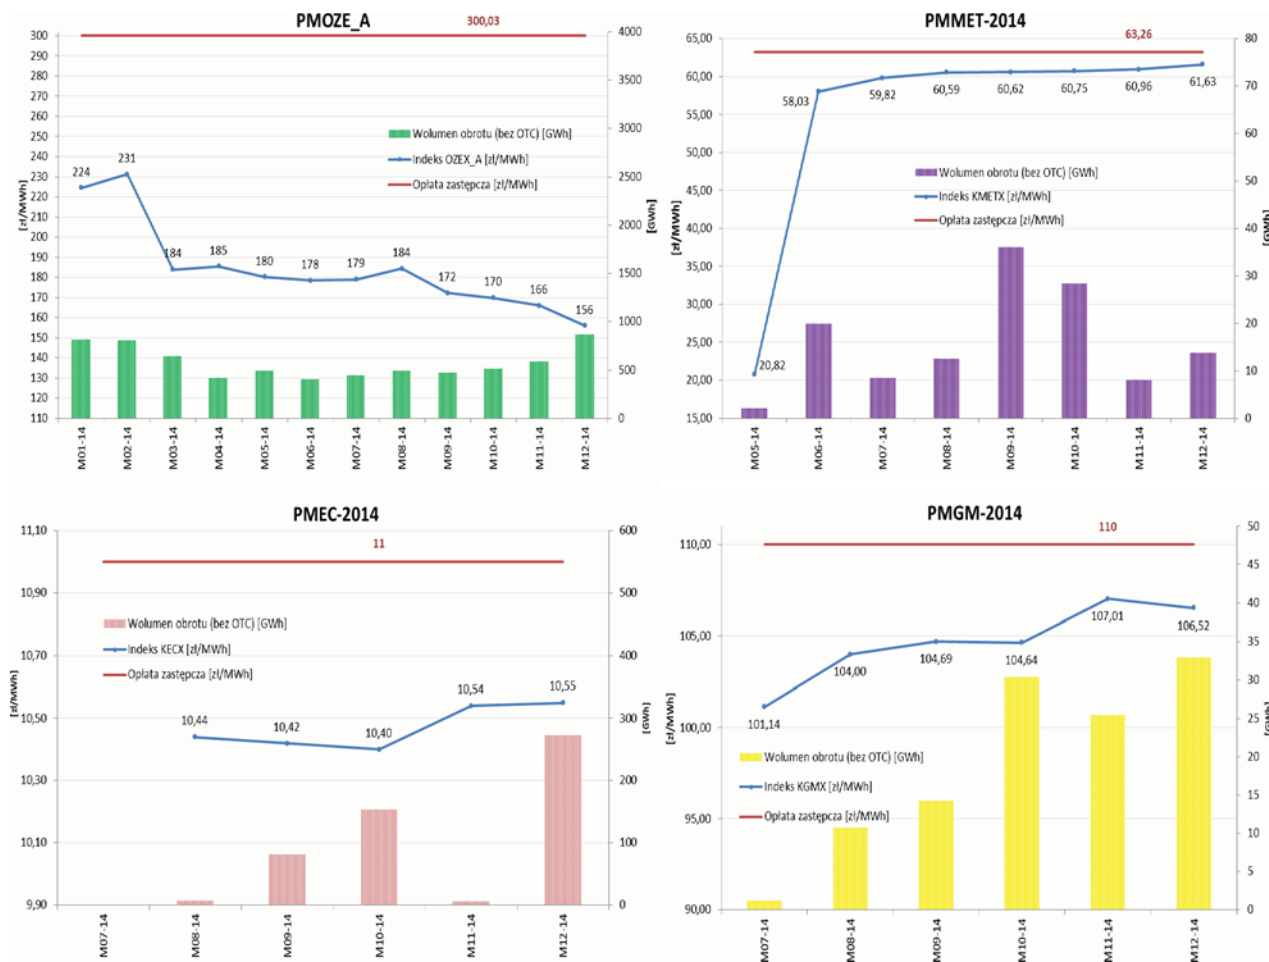 PMOZE_A
300,03
300
290
280
270
260
250
240
230
220
210
200
190
180
170
160
150
140
130
120
110
[zł/MWh]
4000
3500
3000
2500
2000
1500
1000
500
0
[GWh]
Wolumen obrotu (bez OTC) [GWh]
Indeks OZEX_A [zł/MWh]
Opłata zastępcza [zł/MWh]
224
231
184
185
180
178
179
184
172
170
166
156
M01-14
M02-14
M03-14
M04-14
M05-14
M06-14
M07-14
M08-14
M09-14
M10-14
M11-14
M12-14
PMMET-2014
63,26
65,00
60,00
55,00
50,00
45,00
40,00
35,00
30,00
25,00
20,00
15,00
[zł/MWh]
80
70
60
50
40
30
20
10
0
[GWh]
58,03
59,82
60,59
60,62
60,75
60,96
61,63
20,82
Wolumen obrotu (bez OTC) [GWh]
Indeks KMETX [zł/MWh]
Opłata zastępcza [zł/MWh]
M05-14
M06-14
M07-14
M08-14
M09-14
M10-14
M11-14
M12-14
PMEC-2014
11
11,10
10,90
10,70
10,50
10,30
10,10
9,90
[zł/MWh]
600
500
400
300
200
100
0
[GWh]
Wolumen obrotu (bez OTC) [GWh]
Indeks KECX [zł/MWh]
Opłata zastępcza [zł/MWh]
10,44
10,42
10,40
10,54
10,55
M07-14
M08-14
M09-14
M10-14
M11-14
M12-14
PMGM-2014
110
110,00
105,00
100,00
95,00
90,00
[zł/MWh]
50
45
40
35
30
25
20
15
10
5
0
[GWh]
101,14
104,00
104,69
104,64
107,01
106,52
Wolumen obrotu (bez OTC) [GWh]
Indeks KGMX [zł/MWh]
Opłata zastępcza [zł/MWh]
M07-14
M08-14
M09-14
M10-14
M11-14
M12-14